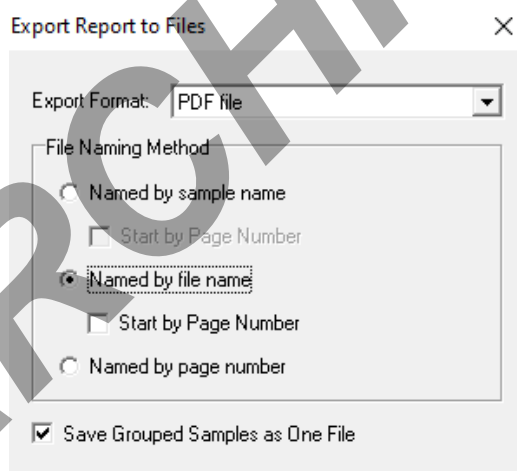 Export Report to Files
Export Format: PDF file
File Naming Method
Named by sample name
Start by Page Number
Named by file name
Start by Page Number
Named by page number
Save Grouped Samples as One File